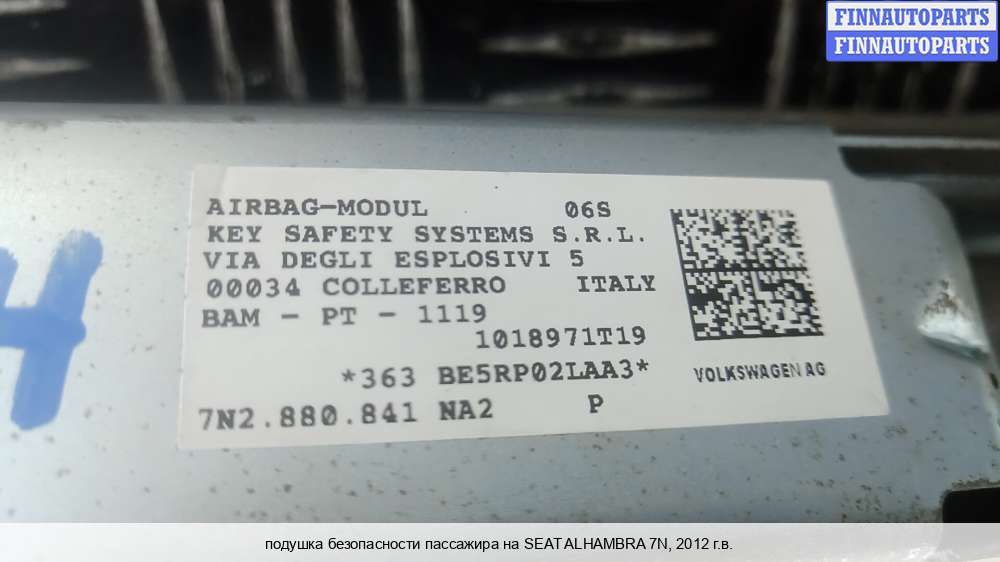 FINNAUTOPARTS
FINNAUTOPARTS
AIRBAG-MODUL 06S
KEY SAFETY SYSTEMS S.R.L.
VIA DEGLI ESPLOSIVI 5
00034 COLLEFERRO ITALY
BAM - PT - 1119
1018971T19
*363 BE5RP02LAA3*
VOLKSWAGEN AG
7N2.880.841 NA2 P
подушка безопасности пассажира на SEAT ALHAMBRA 7N, 2012 г.в.